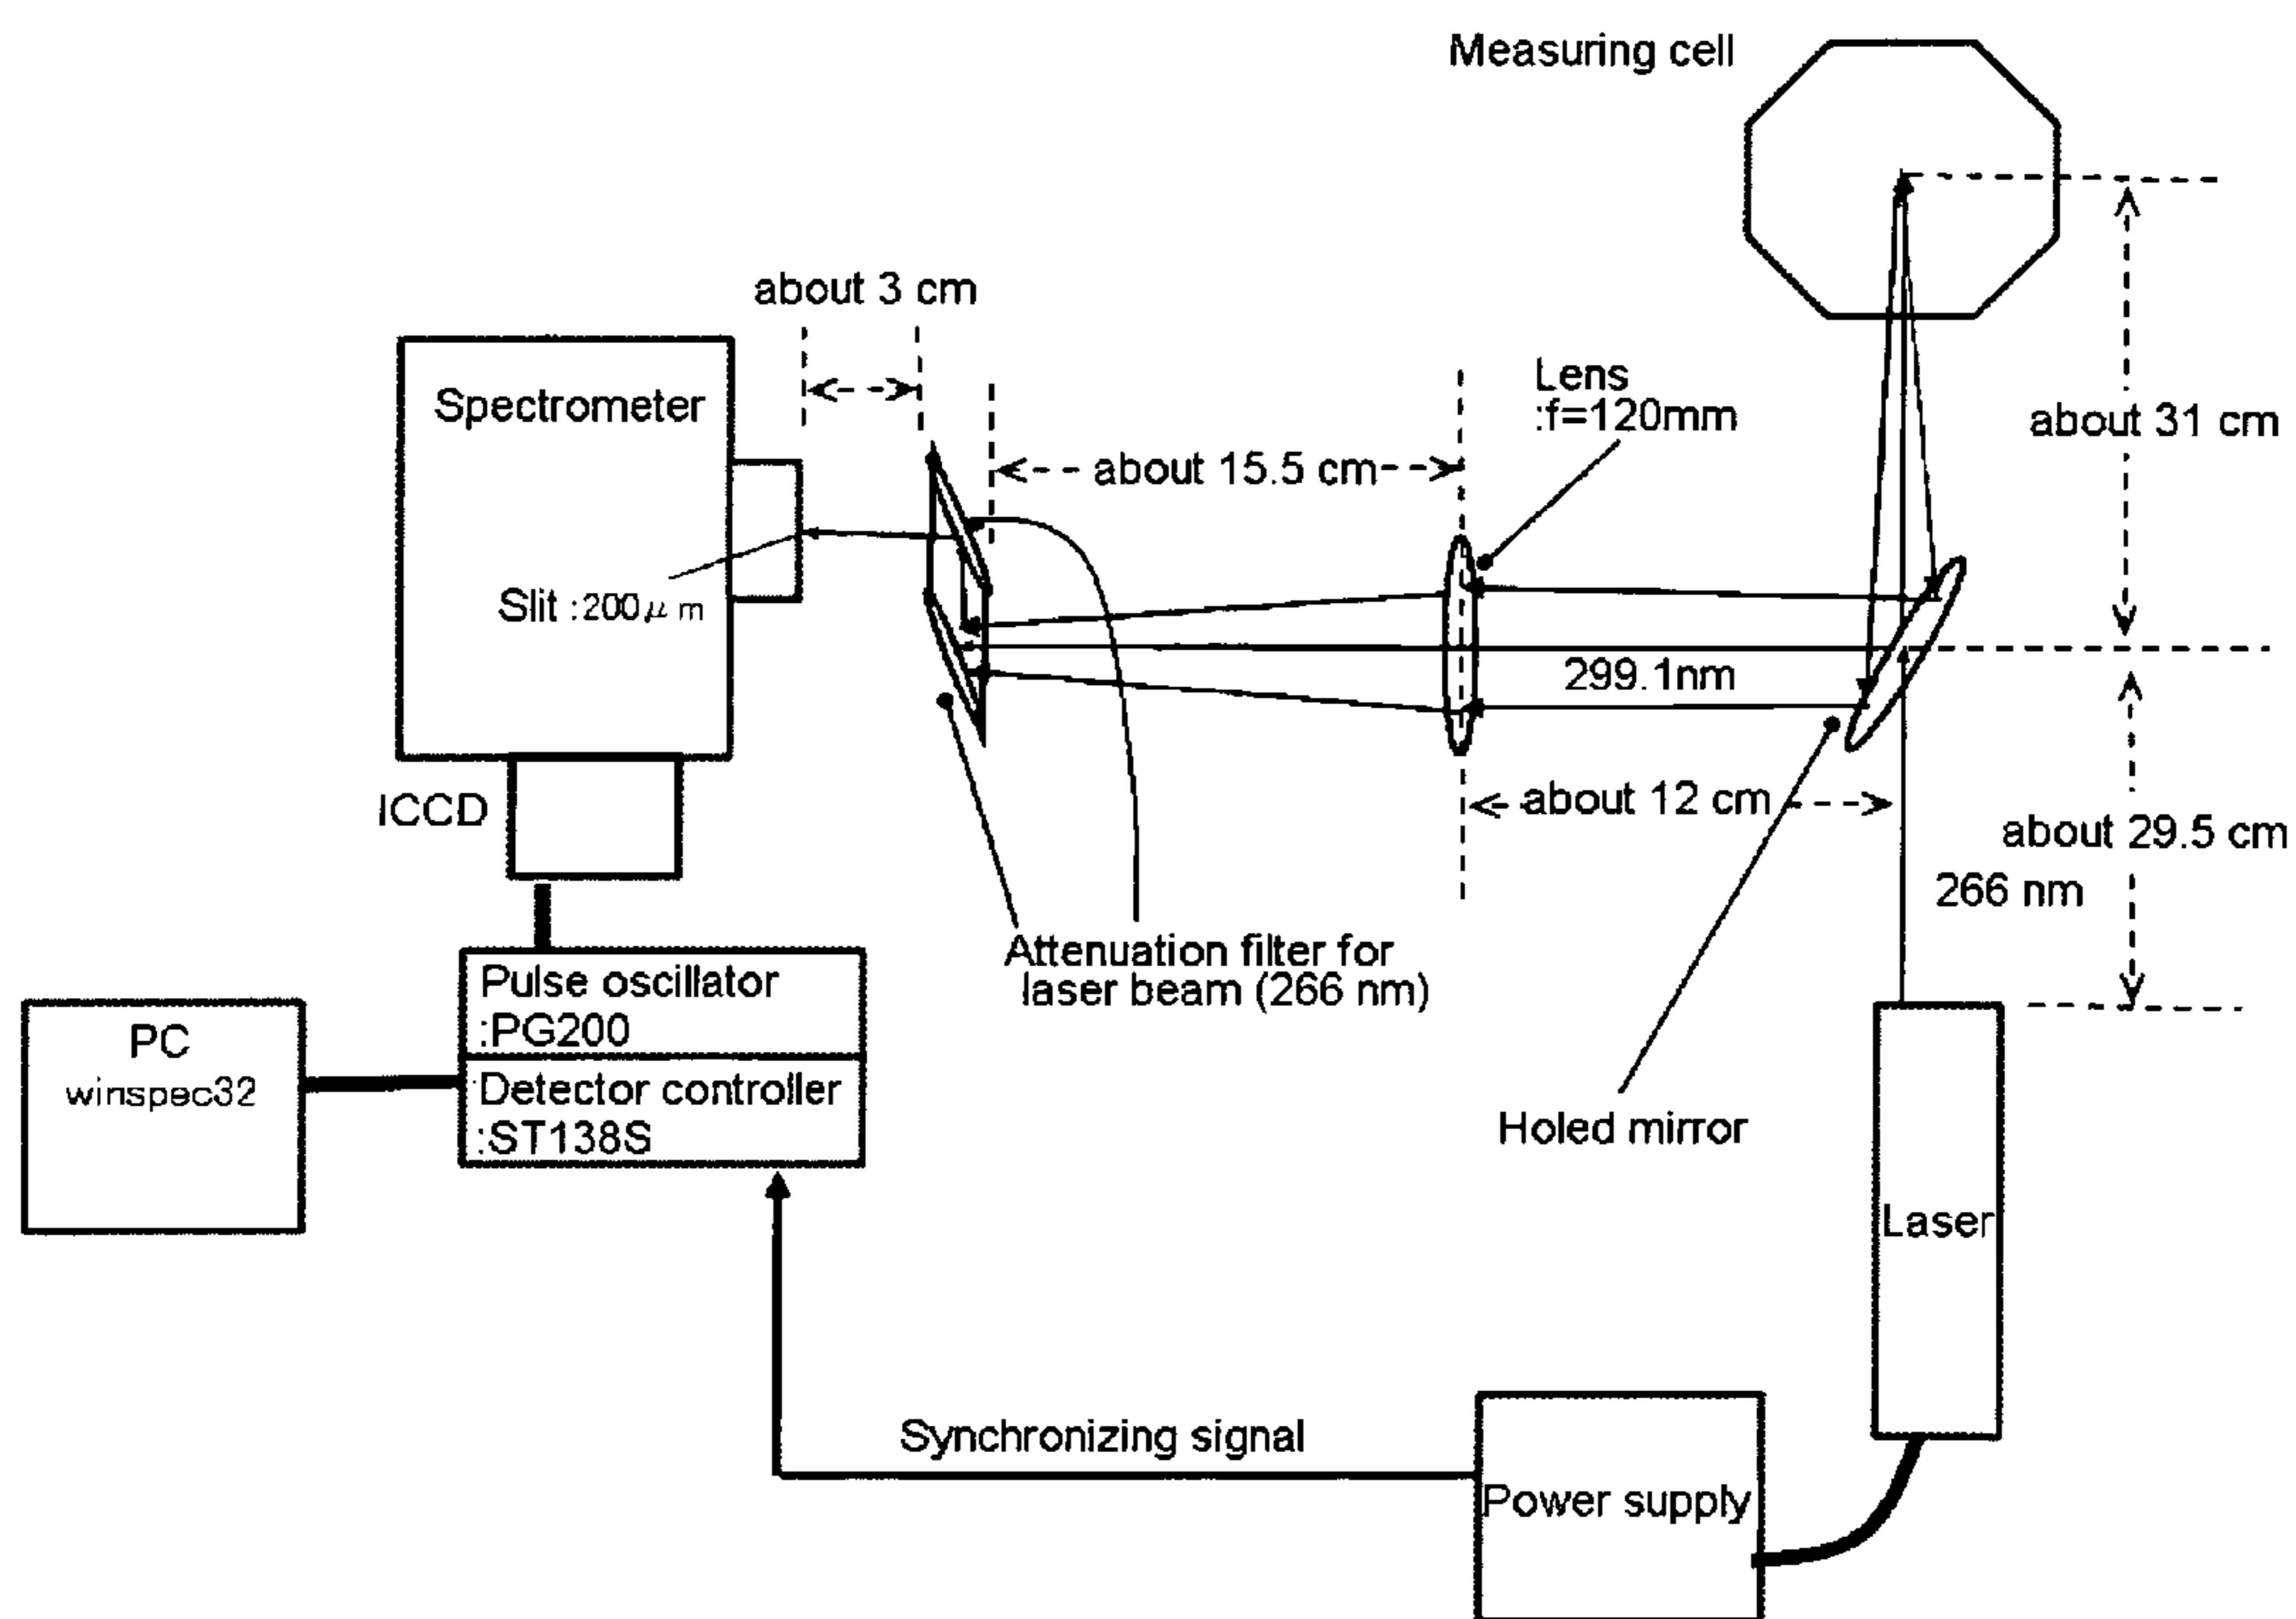 Measuring cell
about 3 cm
Spectrometer
Lens
:f=120mm
about 31 cm
about 15.5 cm
Slit :200μm
299.1nm
ICCD
about 12 cm
about 29.5 cm
266 nm
Attenuation filter for
laser beam (266 nm)
Pulse oscillator
:PG200
PC
winspec32
Detector controller
:ST138S
Holed mirror
Laser
Synchronizing signal
Power supply